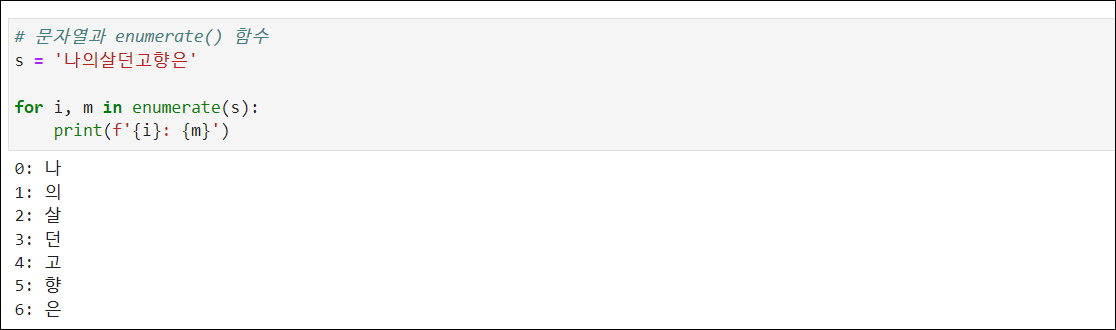 # 문자열과 enumerate() 함수
s = '나의살던고향은'
for i, m in enumerate(s):
    print(f'{i}: {m}')
0: 나
1: 의
2: 살
3: 던
4: 고
5: 향
6: 은